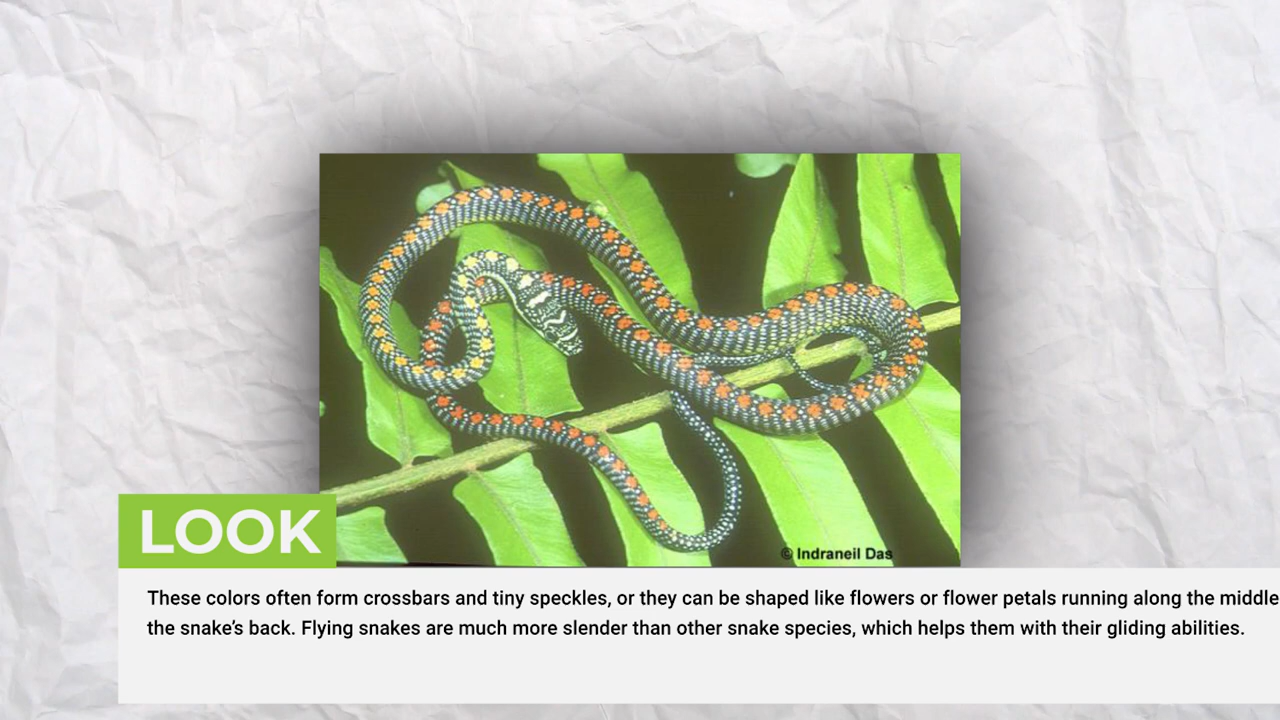 © Indraneil Das
LOOK
These colors often form crossbars and tiny speckles, or they can be shaped like flowers or flower petals running along the middle
the snake’s back. Flying snakes are much more slender than other snake species, which helps them with their gliding abilities.